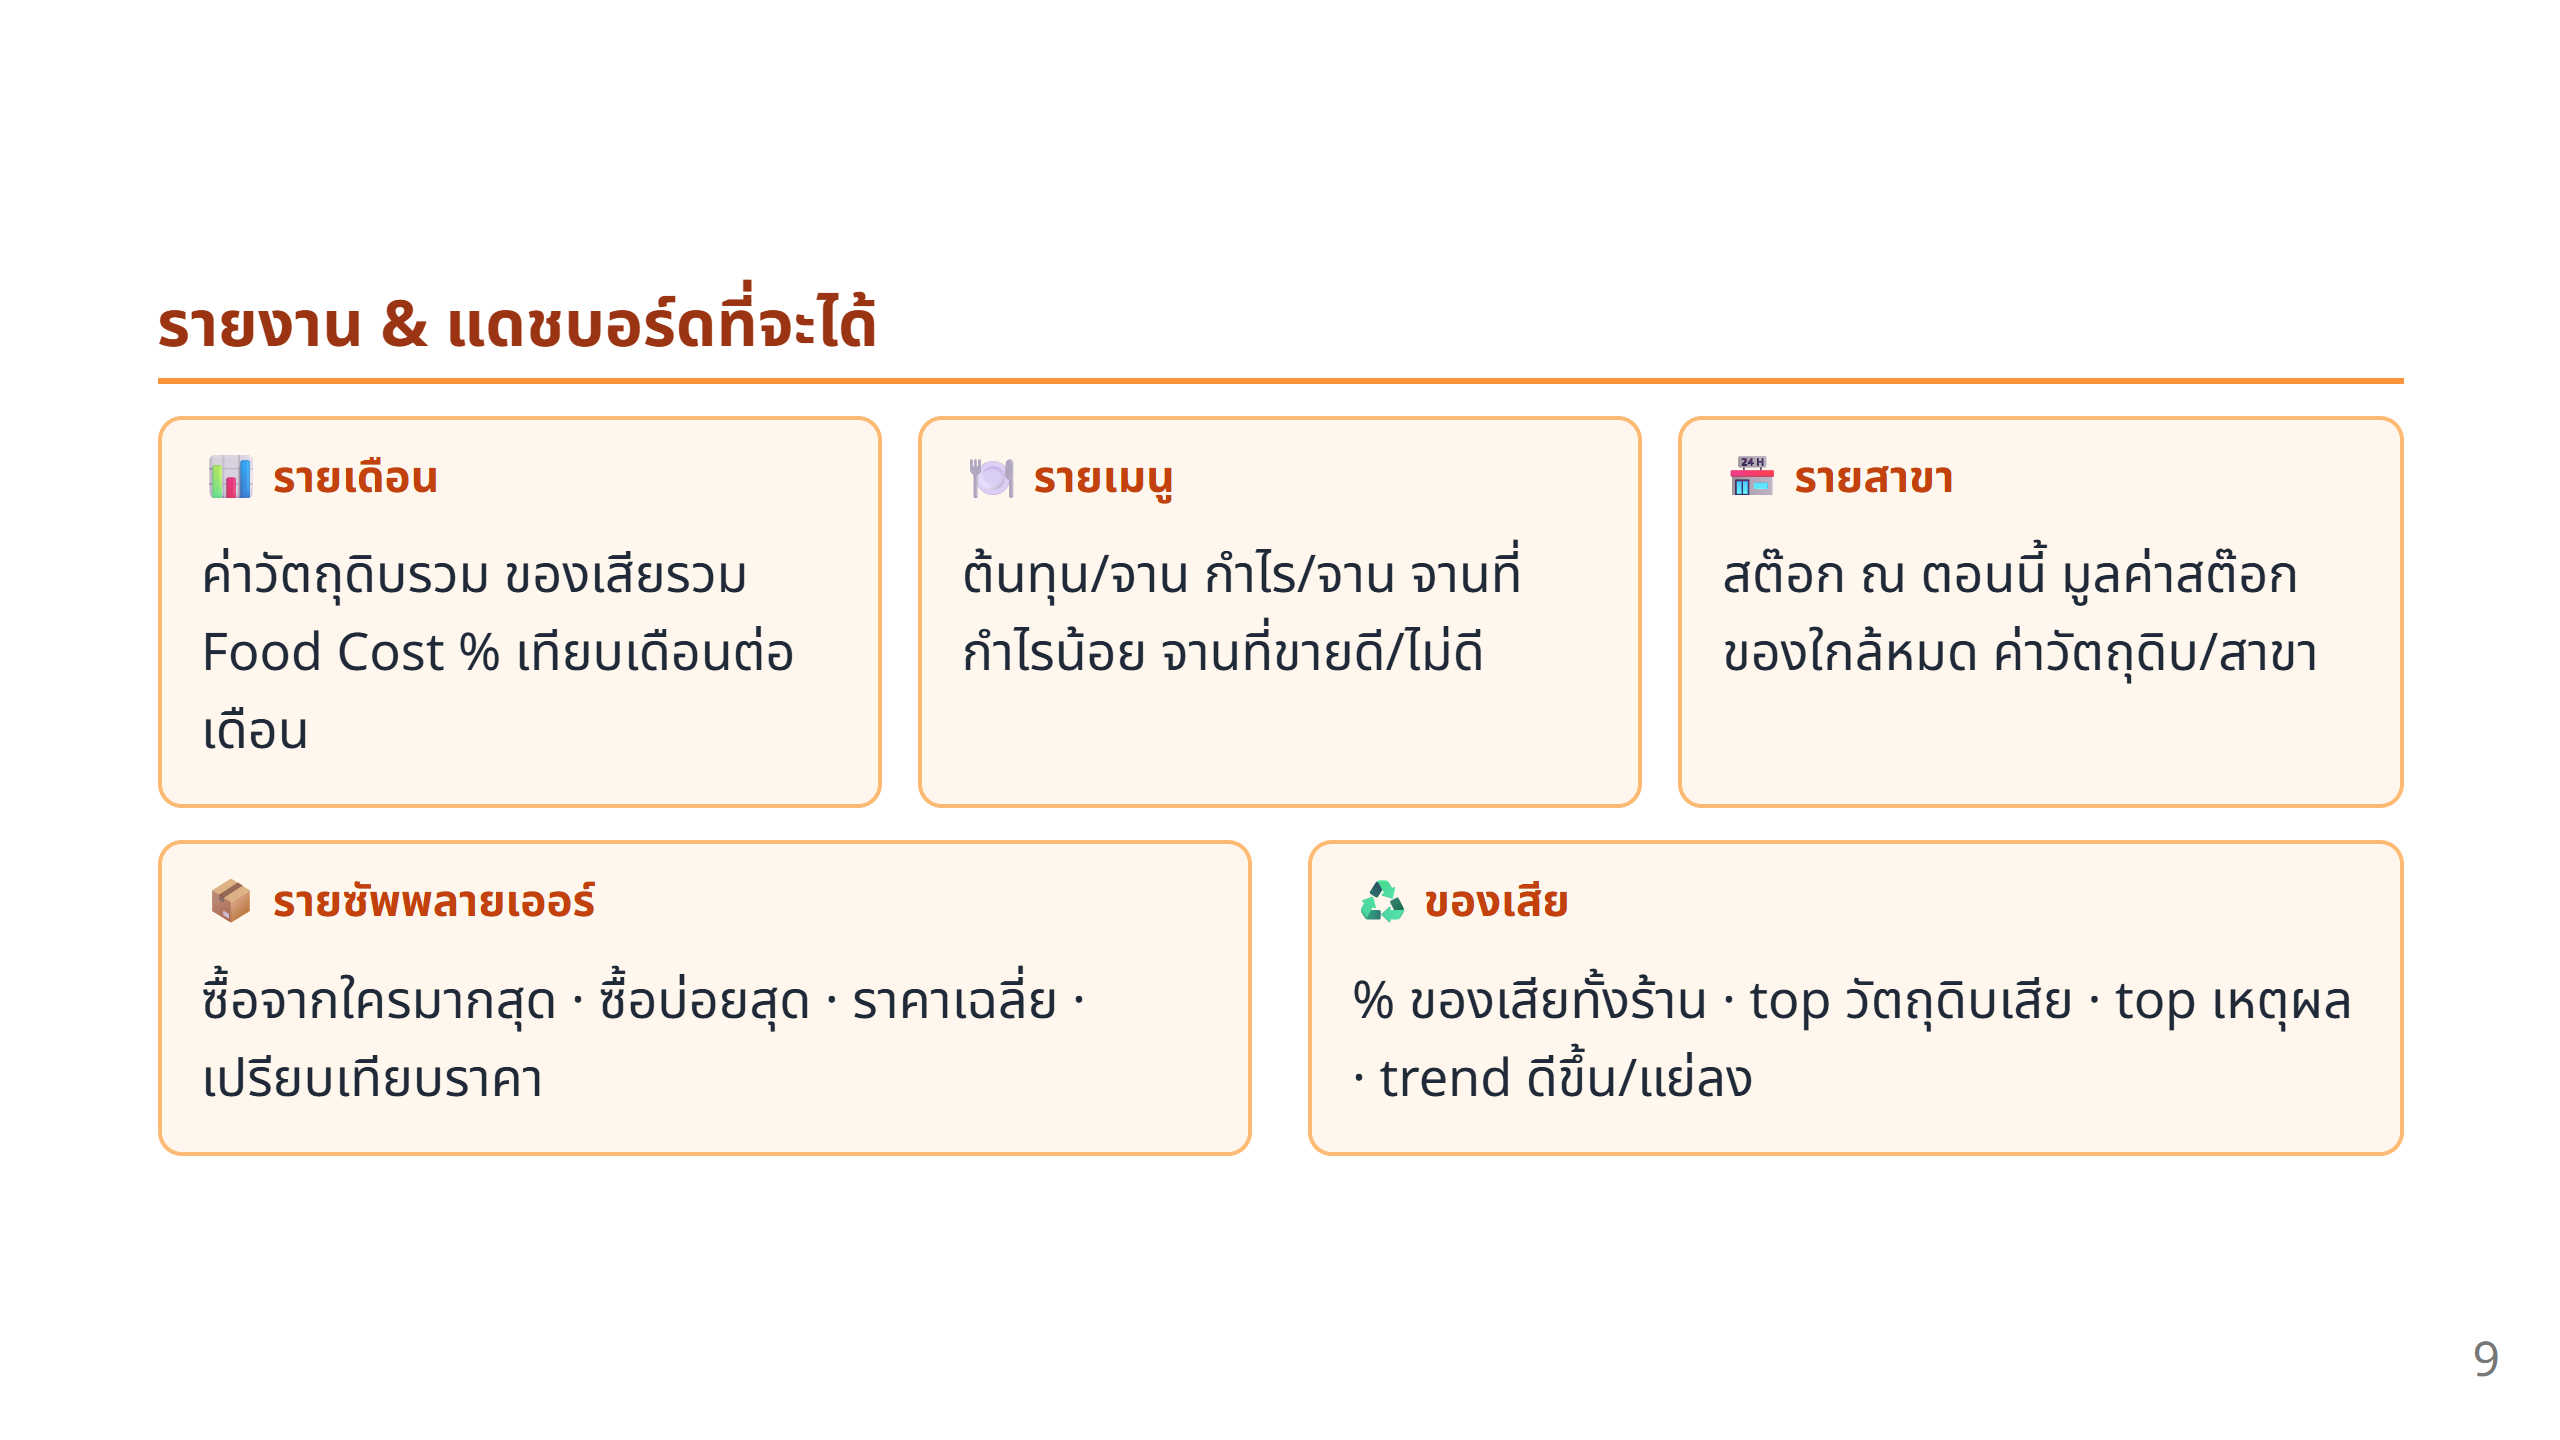 รายงาน & แดชบอร์ดที่จะได้
รายเดือน
ค่าวัตถุดิบรวม ของเสียรวม
Food Cost % เทียบเดือนต่อ
เดือน
รายเมนู
ต้นทุน/จาน กำไร/จาน จานที่
กำไรน้อย จานที่ขายดี/ไม่ดี
24 H
รายสาขา
สต๊อก ณ ตอนนี้ มูลค่าสต๊อก
ของใกล้หมด ค่าวัตถุดิบ/สาขา
รายซัพพลายเออร์
ซื้อจากใครมากสุด · ซื้อบ่อยสุด · ราคาเฉลี่ย ·
เปรียบเทียบราคา
ของเสีย
% ของเสียทั้งร้าน · top วัตถุดิบเสีย · top เหตุผล
· trend ดีขึ้น/แย่ลง
9